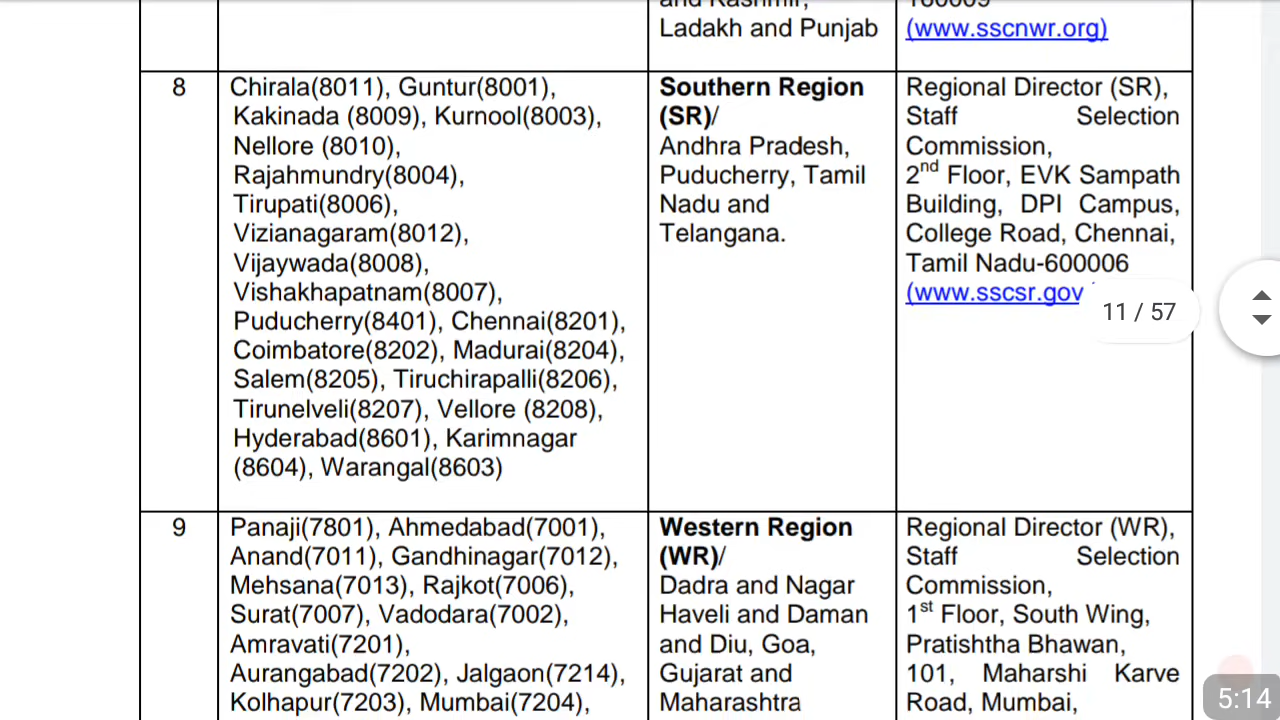 and Kashmir,
Ladakh and Punjab
160009
(www.sscnwr.org)
8
Chirala(8011), Guntur(8001),
Kakinada (8009), Kurnool(8003),
Nellore (8010),
Rajahmundry(8004),
Tirupati(8006),
Vizianagaram(8012),
Vijaywada(8008),
Vishakhapatnam(8007),
Puducherry(8401), Chennai(8201),
Coimbatore(8202), Madurai(8204),
Salem(8205), Tiruchirapalli(8206),
Tirunelveli(8207), Vellore (8208),
Hyderabad(8601), Karimnagar
(8604), Warangal(8603)
Southern Region
(SR)/
Andhra Pradesh,
Puducherry, Tamil
Nadu and
Telangana.
Regional Director (SR),
Staff Selection
Commission,
2nd Floor, EVK Sampath
Building, DPI Campus,
College Road, Chennai,
Tamil Nadu-600006
(www.sscsr.gov
11 / 57
9
Panaji(7801), Ahmedabad(7001),
Anand(7011), Gandhinagar(7012),
Mehsana(7013), Rajkot(7006),
Surat(7007), Vadodara(7002),
Amravati(7201),
Aurangabad(7202), Jalgaon(7214),
Kolhapur(7203), Mumbai(7204),
Western Region
(WR)/
Dadra and Nagar
Haveli and Daman
and Diu, Goa,
Gujarat and
Maharashtra
Regional Director (WR),
Staff Selection
Commission,
1st Floor, South Wing,
Pratishtha Bhawan,
101, Maharshi Karve
Road, Mumbai,
5:14